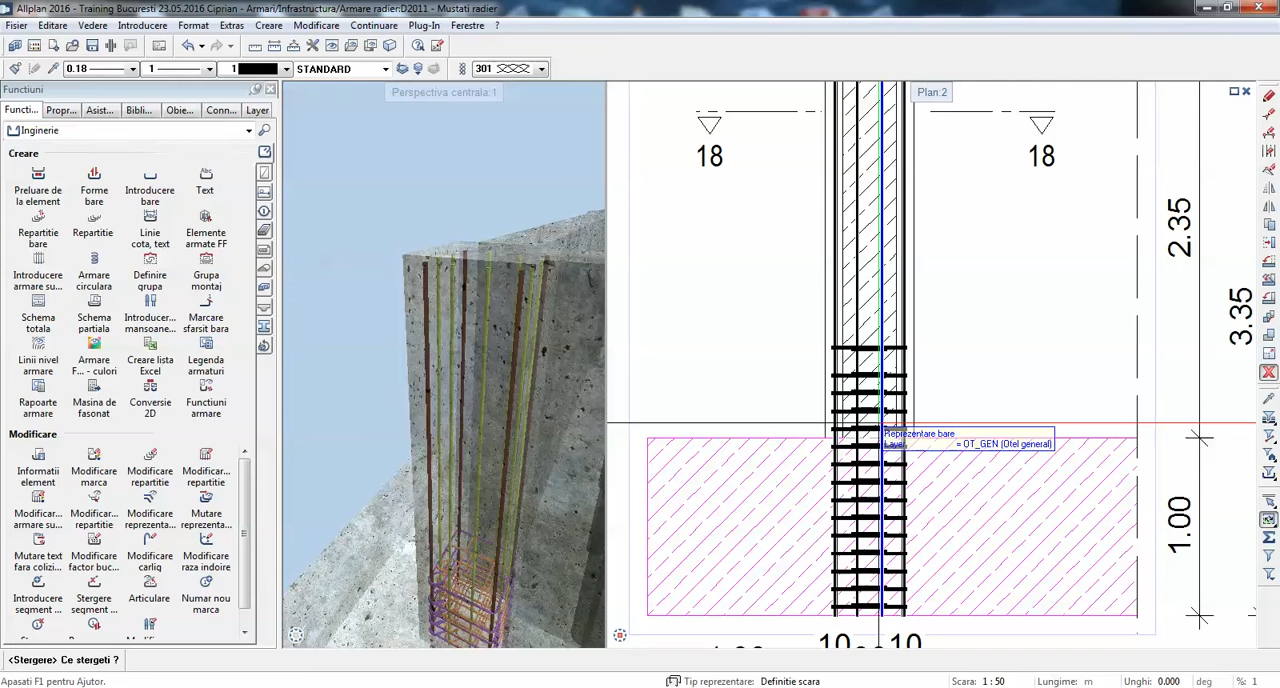 Allplan 2016 - Training Bucuresti 23.05.2016 Ciprian - Armari/Infrastructura/Armare radier:D2011 - Mustati radier
Fisier Editare Vedere Introducere Format Extras Creare Modificare Continuare Plug-In Ferestre ?
0.18 1 1 STANDARD 301
Functiuni
Functi... Propr... Asist... Bibli... Obie... Conn... Layer
Inginerie
Creare
Preluare de la element
Forme bare
Introducere bare
Text
Repartitie bare
Repartitie
Linie cota, text
Elemente armate FF
Introducere armare su...
Armare circulara
Definire grupa
Grupa montaj
Schema totala
Schema partiala
Introducer... mansoane...
Marcare sfarsit bara
Linii nivel armare
Armare F... - culori
Creare lista Excel
Legenda armaturi
Rapoarte armare
Masina de fasonat
Conversie 2D
Functiuni armare
Modificare
Informatii element
Modificare marca
Modificare repartitie
Modificar... repartitie
Modificar... armare su...
Modificar... repartitie
Modificare reprezenta...
Mutare reprezenta...
Mutare text fara colizi...
Modificare factor buc...
Modificare carlig
Modificare raza indoire
Introducere segment ...
Stergere segment ...
Articulare
Numar nou marca
<Stergere> Ce stergeti ?
Apasati F1 pentru Ajutor.
Perspectiva centrala:1
Plan:2
18
18
2.35
3.35
1.00
Reprezentare bare
Layer = OT_GEN (Otel general)
10
10
Tip reprezentare: Definitie scara
Scara: 1 : 50
Lungime: m
Unghi: 0.000
deg
%: 1